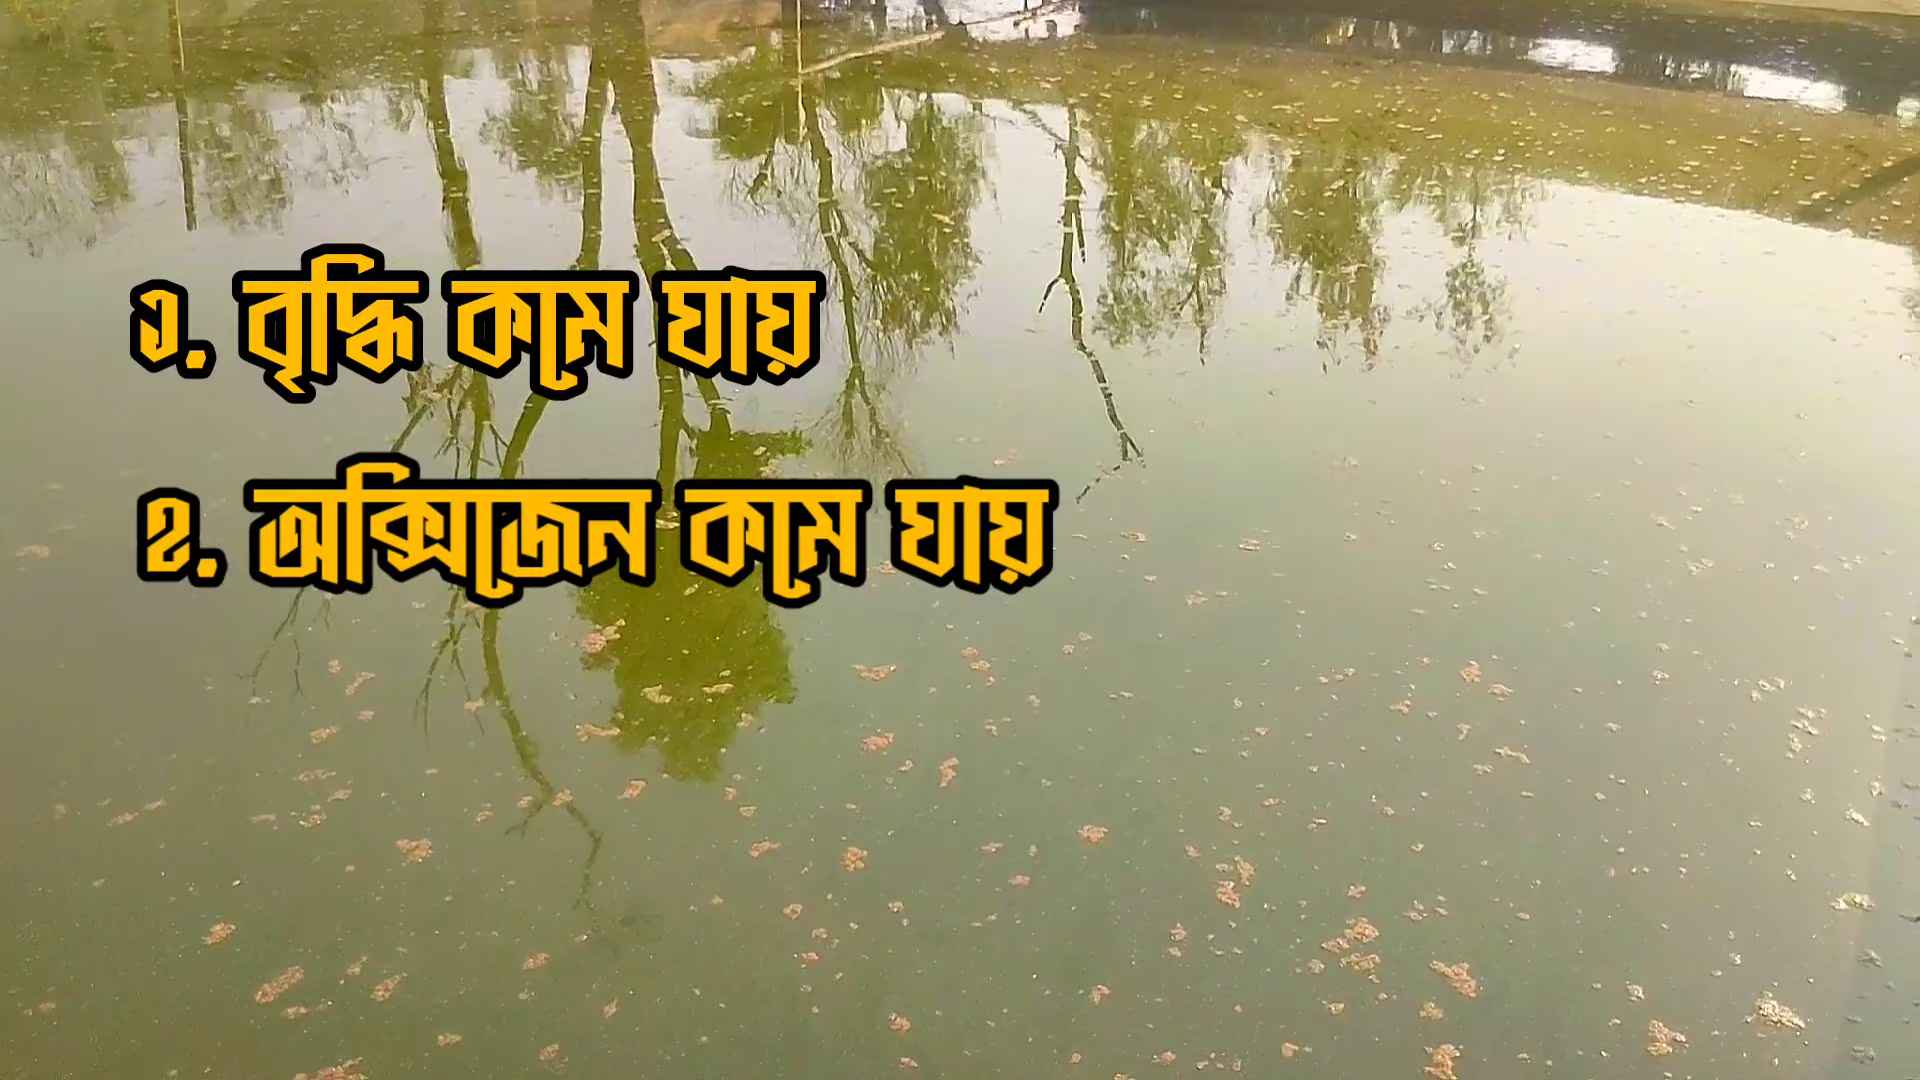 ১. বৃদ্ধি কমে যায়
২. অক্সিজেন কমে যায়